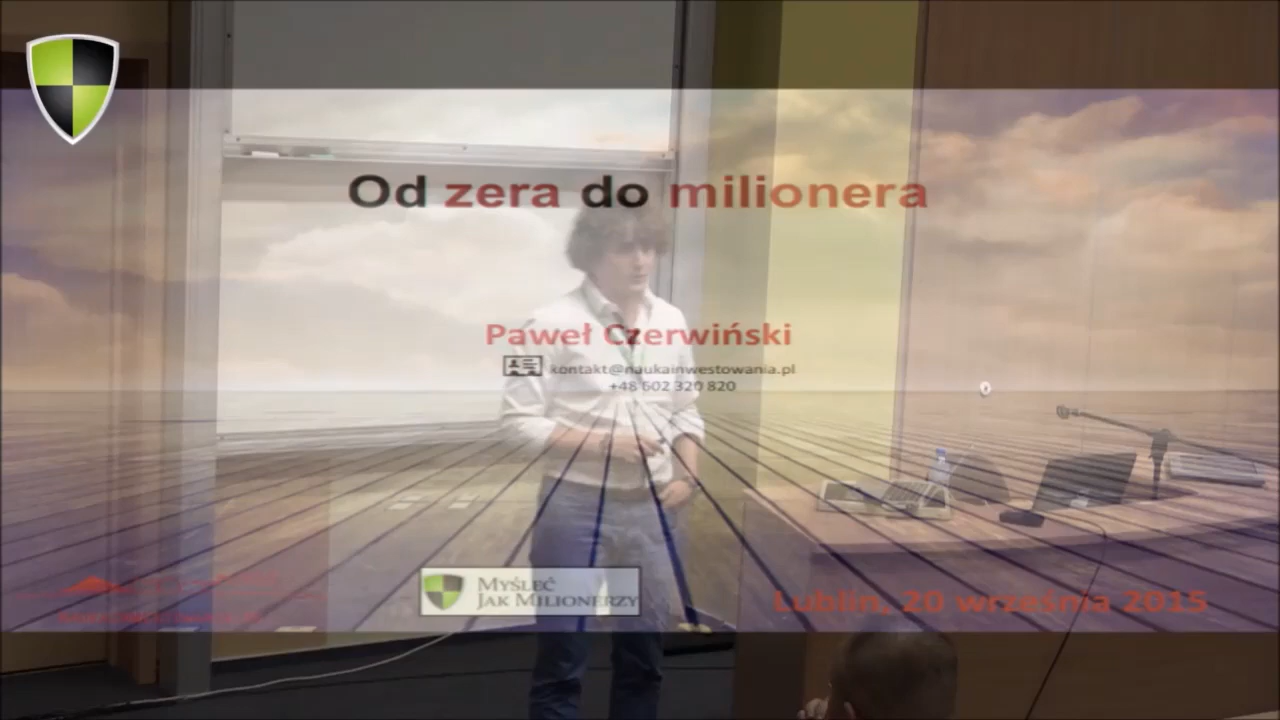 Od zera do milionera
Paweł Czerwiński
kontakt@naukainwestowania.pl
+48 602 320 820
MYŚLEĆ
JAK MILIONERZY
Lublin, 20 września 2015